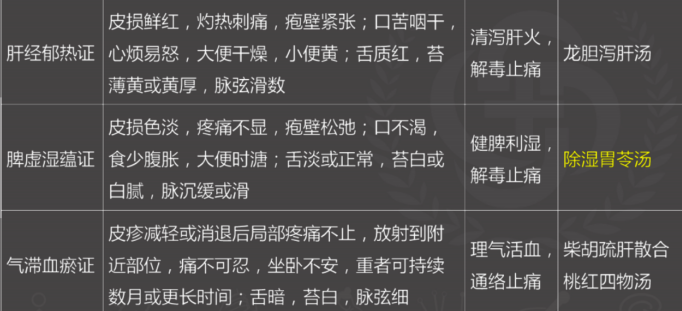 肝经郁热证
皮损鲜红，灼热刺痛，疱壁紧张；口苦咽干，
心烦易怒，大便干燥，小便黄；舌质红，苔
薄黄或黄厚，脉弦滑数
清泻肝火，
解毒止痛
龙胆泻肝汤
脾虚湿蕴证
皮损色淡，疼痛不显，疱壁松弛；口不渴，
食少腹胀，大便时溏；舌淡或正常，苔白或
白腻，脉沉缓或滑
健脾利湿，
解毒止痛
除湿胃苓汤
气滞血瘀证
皮疹减轻或消退后局部疼痛不止，放射到附
近部位，痛不可忍，坐卧不安，重者可持续
数月或更长时间；舌暗，苔白，脉弦细
理气活血，
通络止痛
柴胡疏肝散合
桃红四物汤